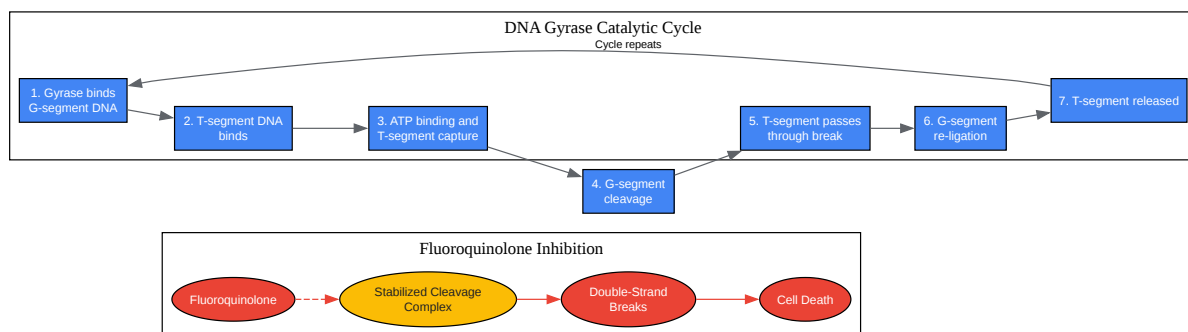 DNA Gyrase Catalytic Cycle
Cycle repeats
1. Gyrase binds
G-segment DNA
2. T-segment DNA
binds
3. ATP binding and
T-segment capture
4. G-segment
cleavage
5. T-segment passes
through break
6. G-segment
re-ligation
7. T-segment released
Fluoroquinolone Inhibition
Fluoroquinolone
Stabilized Cleavage
Complex
Double-Strand
Breaks
Cell Death